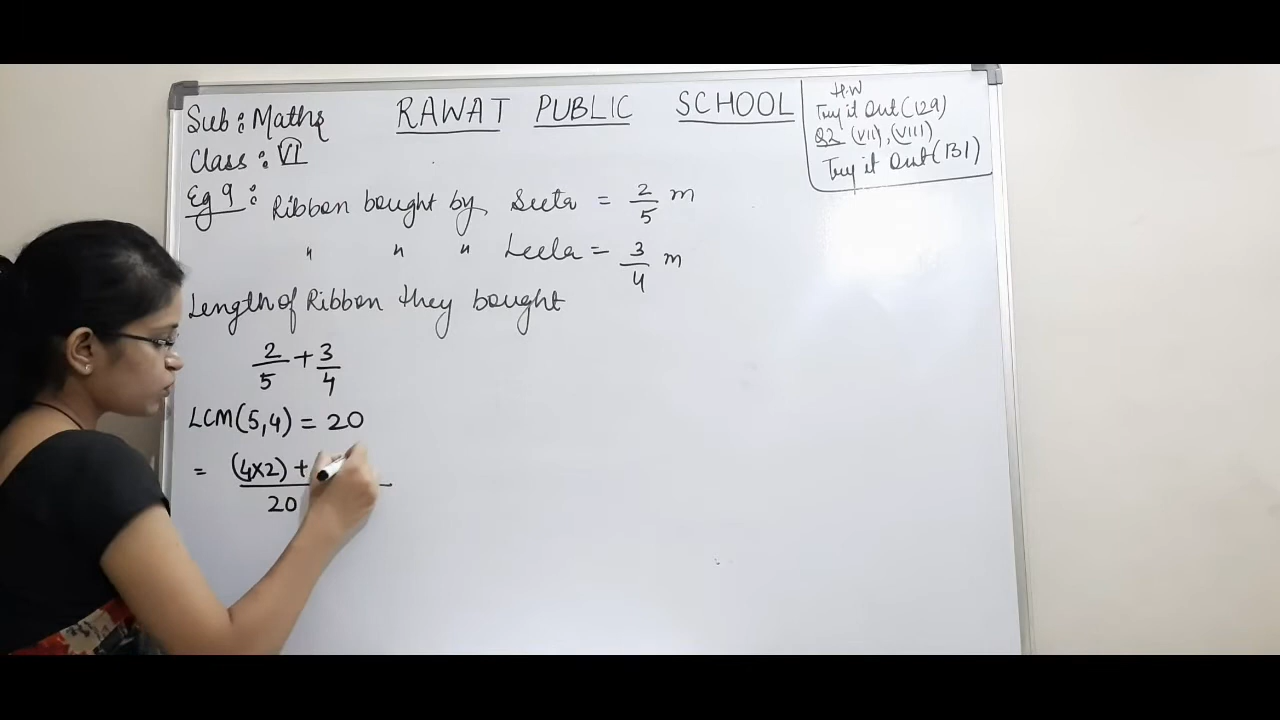 Sub : Maths
RAWAT PUBLIC SCHOOL
Class : VI
H.W
Try it Out (129)
Q2 (VII), (VIII)
Try it Out (131)
Eg 9 : Ribbon bought by Seeta = 2/5 m
" " " Leela = 3/4 m
Length of Ribbon they bought
2/5 + 3/4
LCM(5,4) = 20
= (4x2) +
20